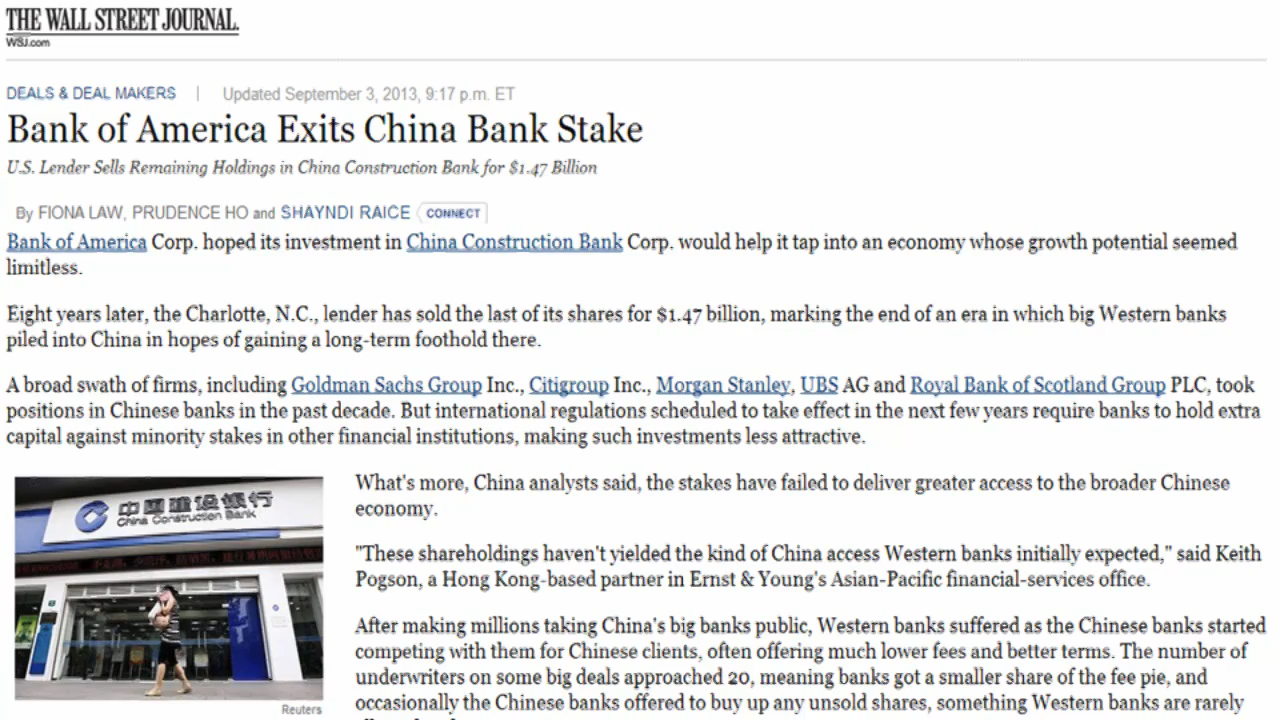 THE WALL STREET JOURNAL.
WSJ.com
DEALS & DEAL MAKERS | Updated September 3, 2013, 9:17 p.m. ET
Bank of America Exits China Bank Stake
U.S. Lender Sells Remaining Holdings in China Construction Bank for $1.47 Billion
By FIONA LAW, PRUDENCE HO and SHAYNDI RAICE CONNECT
Bank of America Corp. hoped its investment in China Construction Bank Corp. would help it tap into an economy whose growth potential seemed
limitless.
Eight years later, the Charlotte, N.C., lender has sold the last of its shares for $1.47 billion, marking the end of an era in which big Western banks
piled into China in hopes of gaining a long-term foothold there.
A broad swath of firms, including Goldman Sachs Group Inc., Citigroup Inc., Morgan Stanley, UBS AG and Royal Bank of Scotland Group PLC, took
positions in Chinese banks in the past decade. But international regulations scheduled to take effect in the next few years require banks to hold extra
capital against minority stakes in other financial institutions, making such investments less attractive.
中国建设银行
China Construction Bank
Reuters
What's more, China analysts said, the stakes have failed to deliver greater access to the broader Chinese
economy.
"These shareholdings haven't yielded the kind of China access Western banks initially expected," said Keith
Pogson, a Hong Kong-based partner in Ernst & Young's Asian-Pacific financial-services office.
After making millions taking China's big banks public, Western banks suffered as the Chinese banks started
competing with them for Chinese clients, often offering much lower fees and better terms. The number of
underwriters on some big deals approached 20, meaning banks got a smaller share of the fee pie, and
occasionally the Chinese banks offered to buy up any unsold shares, something Western banks are rarely